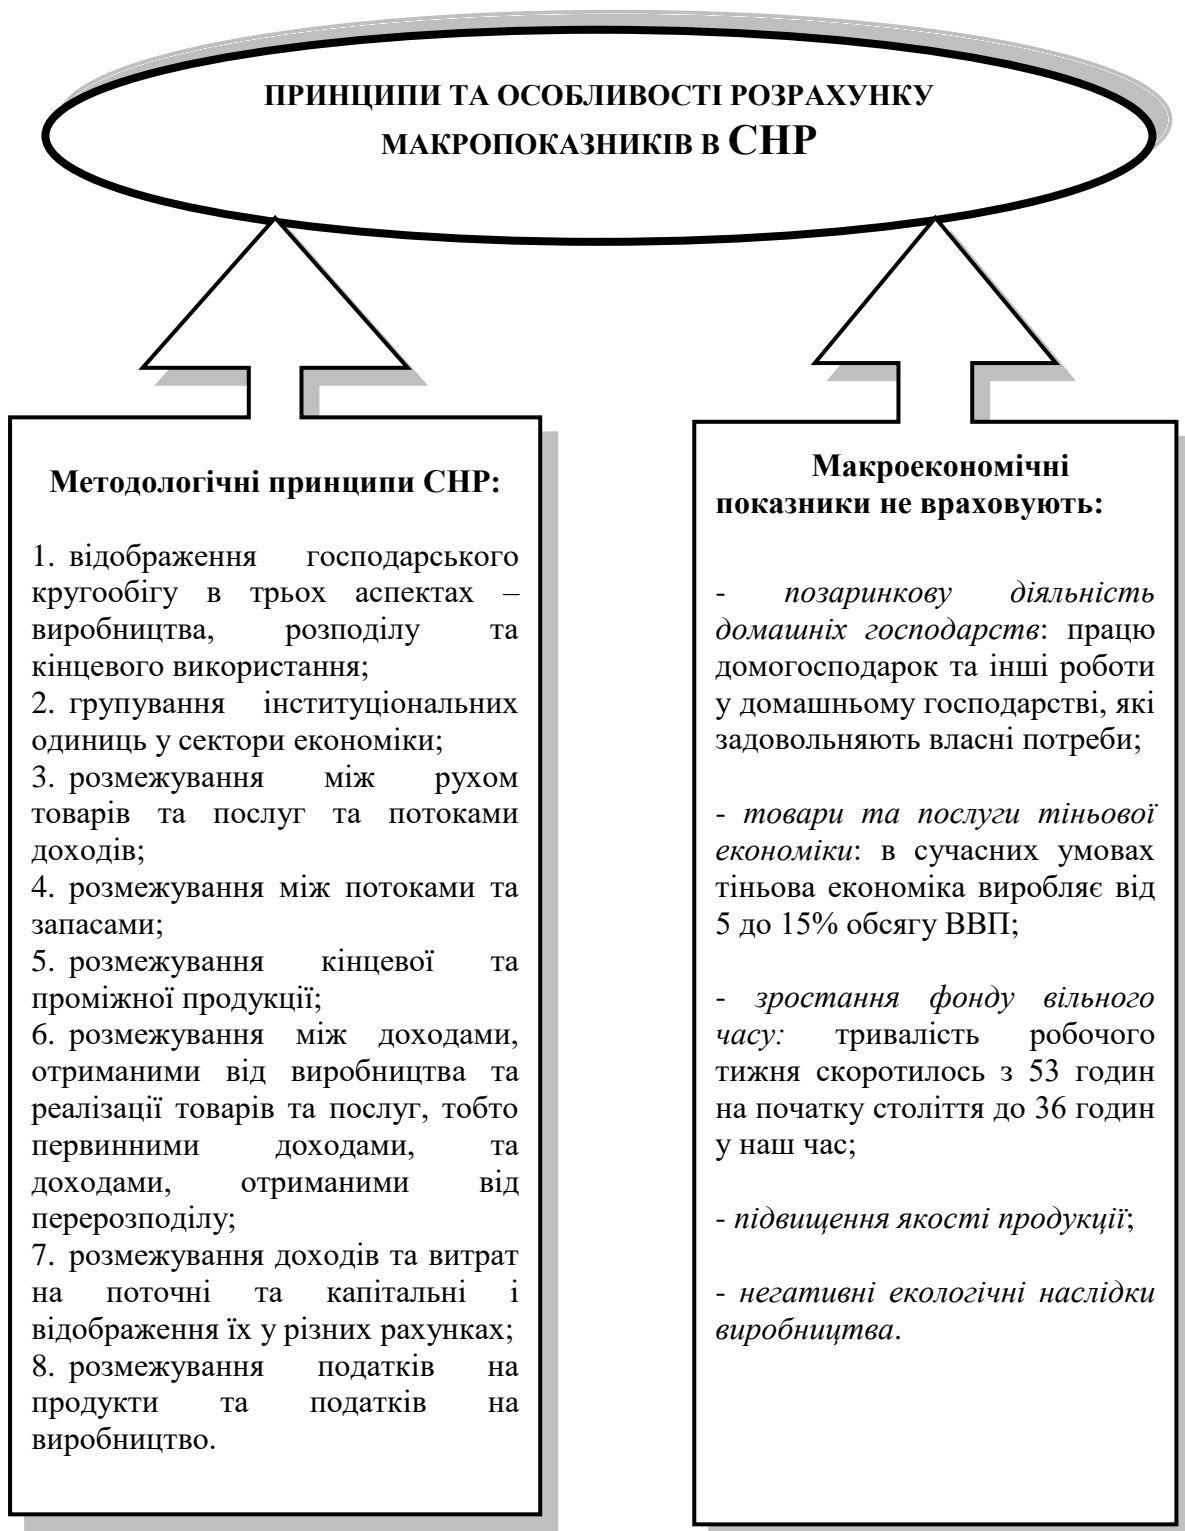 ПРИНЦИПИ ТА ОСОБЛИВОСТІ РОЗРАХУНКУ
МАКРОПОКАЗНИКІВ В СНР
Методологічні принципи СНР:
1. відображення господарського
кругообігу в трьох аспектах –
виробництва, розподілу та
кінцевого використання;
2. групування інституціональних
одиниць у сектори економіки;
3. розмежування між рухом
товарів та послуг та потоками
доходів;
4. розмежування між потоками та
запасами;
5. розмежування кінцевої та
проміжної продукції;
6. розмежування між доходами,
отриманими від виробництва та
реалізації товарів та послуг, тобто
первинними доходами, та
доходами, отриманими від
перерозподілу;
7. розмежування доходів та витрат
на поточні та капітальні і
відображення їх у різних рахунках;
8. розмежування податків на
продукти та податків на
виробництво.
Макроекономічні
показники не враховують:
- позаринкову діяльність
домашніх господарств: працю
домогосподарок та інші роботи
у домашньому господарстві, які
задовольняють власні потреби;
- товари та послуги тіньової
економіки: в сучасних умовах
тіньова економіка виробляє від
5 до 15% обсягу ВВП;
- зростання фонду вільного
часу: тривалість робочого
тижня скоротилось з 53 годин
на початку століття до 36 годин
у наш час;
- підвищення якості продукції;
- негативні екологічні наслідки
виробництва.